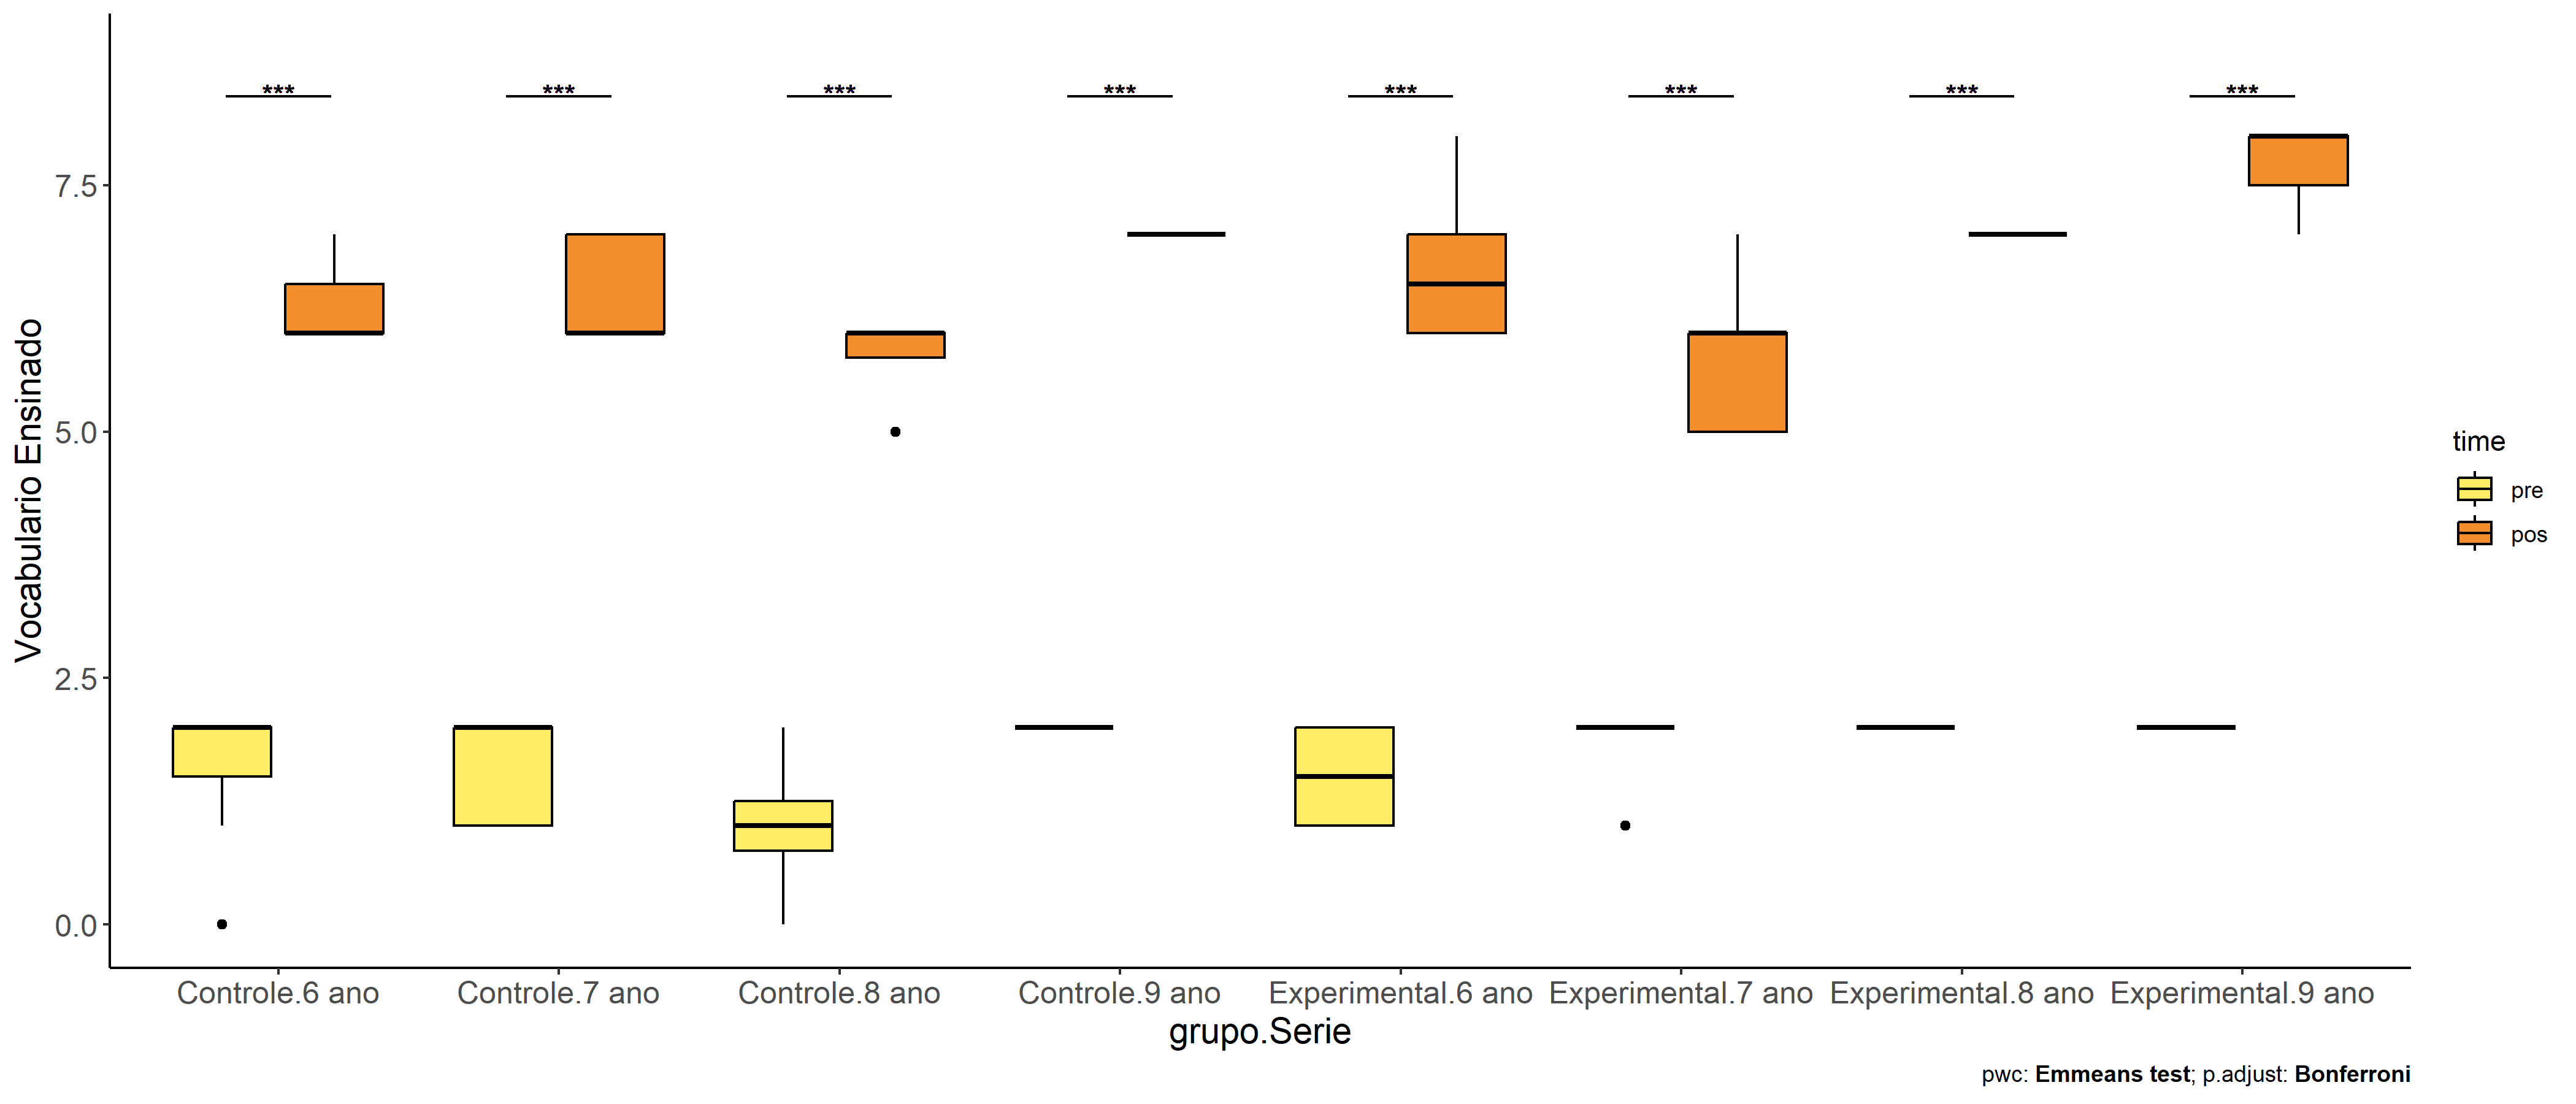 *** *** *** *** *** *** *** ***
7.5
5.0
2.5
0.0
Vocabulario Ensinado
Controle.6 ano Controle.7 ano Controle.8 ano Controle.9 ano Experimental.6 ano Experimental.7 ano Experimental.8 ano Experimental.9 ano
grupo.Serie
time
pre
pos
pwc: Emmeans test; p.adjust: Bonferroni